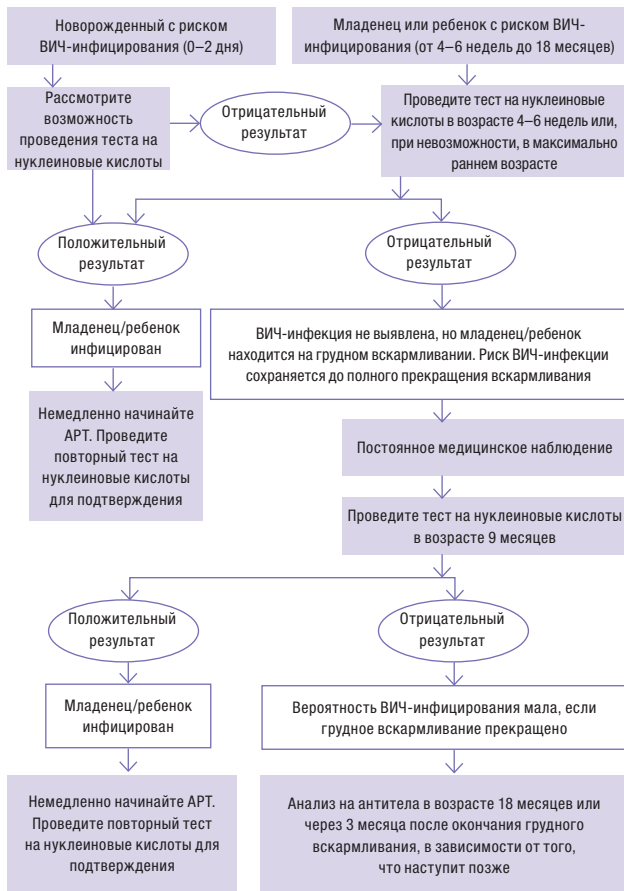 Новорожденный с риском
ВИЧ-инфицирования (0–2 дня)
Младенец или ребенок с риском ВИЧ-
инфицирования (от 4–6 недель до 18 месяцев)
Рассмотрите
возможность
проведения теста на
нуклеиновые кислоты
Отрицательный
результат
Проведите тест на нуклеиновые
кислоты в возрасте 4–6 недель или,
при невозможности, в максимально
раннем возрасте
Положительный
результат
Отрицательный
результат
Младенец/ребенок
инфицирован
ВИЧ-инфекция не выявлена, но младенец/ребенок
находится на грудном вскармливании. Риск ВИЧ-инфекции
сохраняется до полного прекращения вскармливания
Немедленно начинайте
АРТ. Проведите
повторный тест на
нуклеиновые кислоты
для подтверждения
Постоянное медицинское наблюдение
Проведите тест на нуклеиновые кислоты
в возрасте 9 месяцев
Положительный
результат
Отрицательный
результат
Младенец/ребенок
инфицирован
Вероятность ВИЧ-инфицирования мала, если
грудное вскармливание прекращено
Немедленно начинайте АРТ.
Проведите повторный тест
на нуклеиновые кислоты для
подтверждения
Анализ на антитела в возрасте 18 месяцев или
через 3 месяца после окончания грудного
вскармливания, в зависимости от того,
что наступит позже